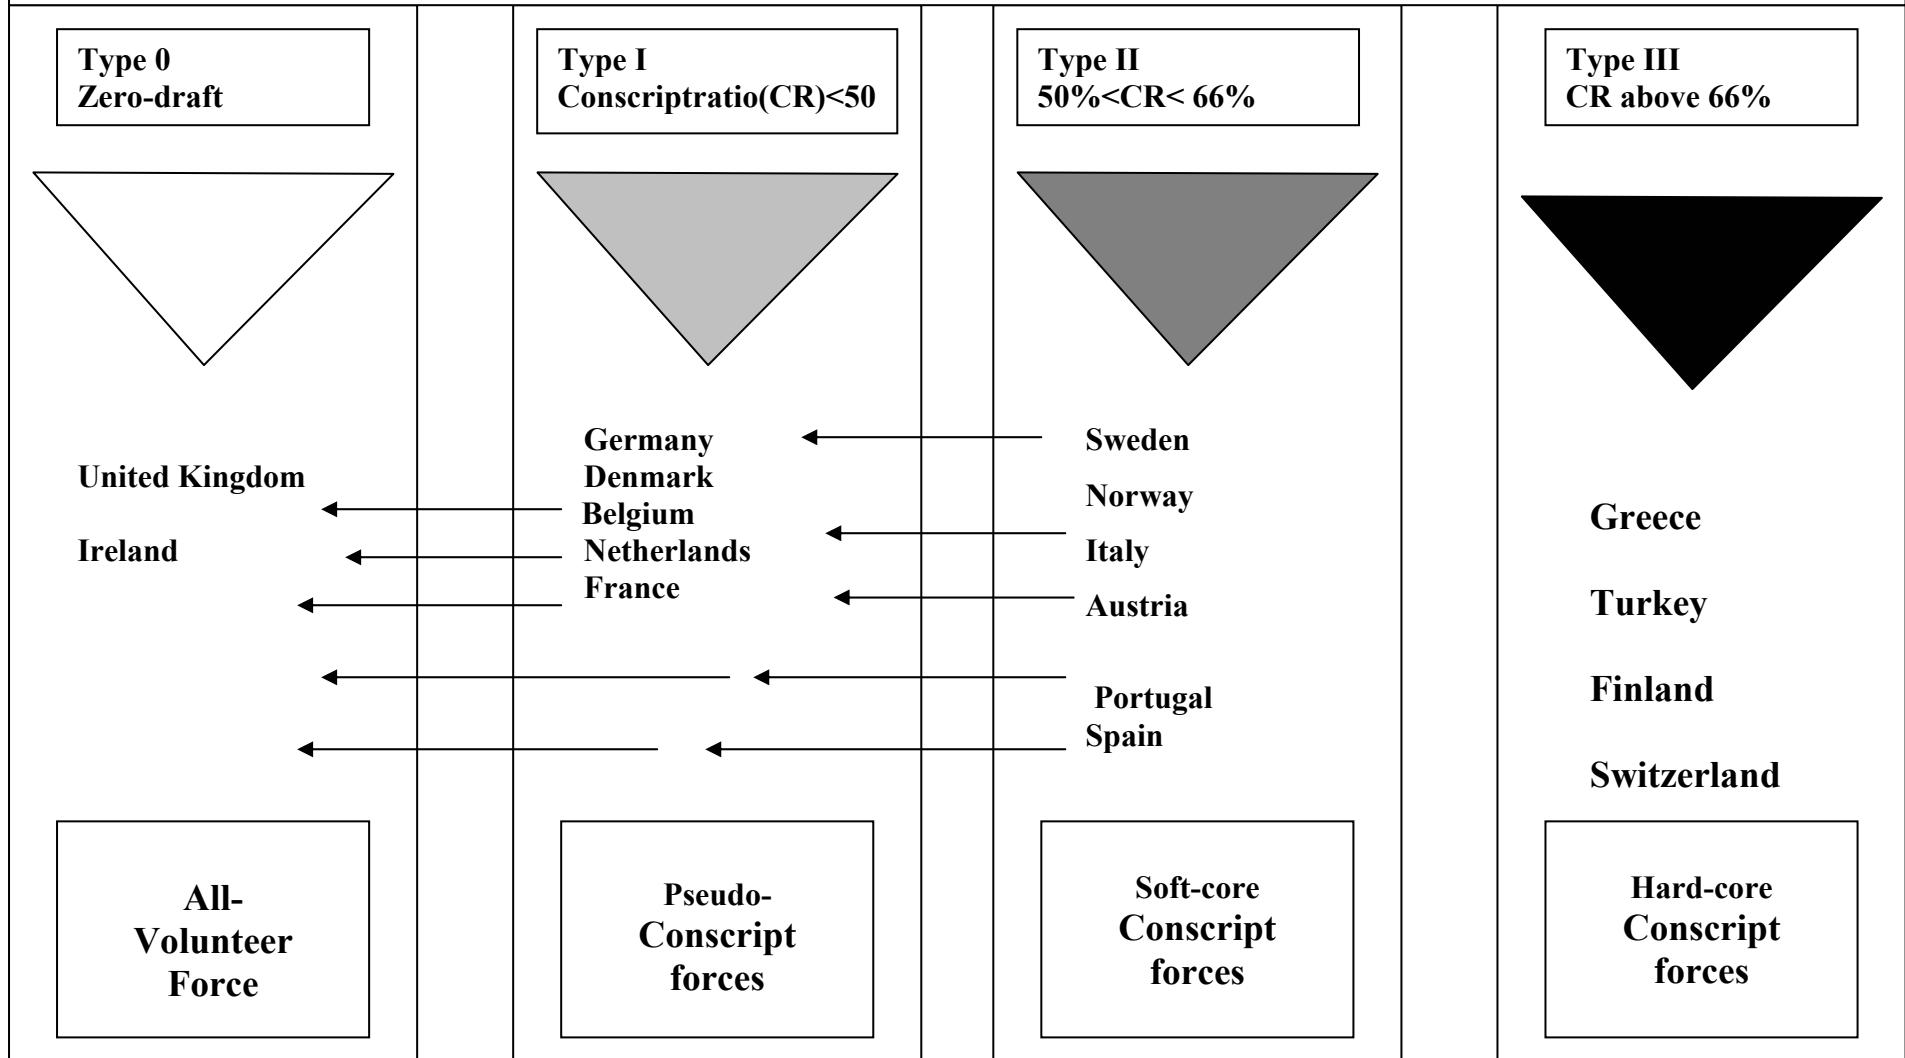 Type 0
Zero-draft
Type I
Conscriptratio(CR)<50
Type II
50%<CR< 66%
Type III
CR above 66%
United Kingdom
Ireland
Germany
Denmark
Belgium
Netherlands
France
Sweden
Norway
Italy
Austria
Portugal
Spain
Greece
Turkey
Finland
Switzerland
All-
Volunteer
Force
Pseudo-
Conscript
forces
Soft-core
Conscript
forces
Hard-core
Conscript
forces